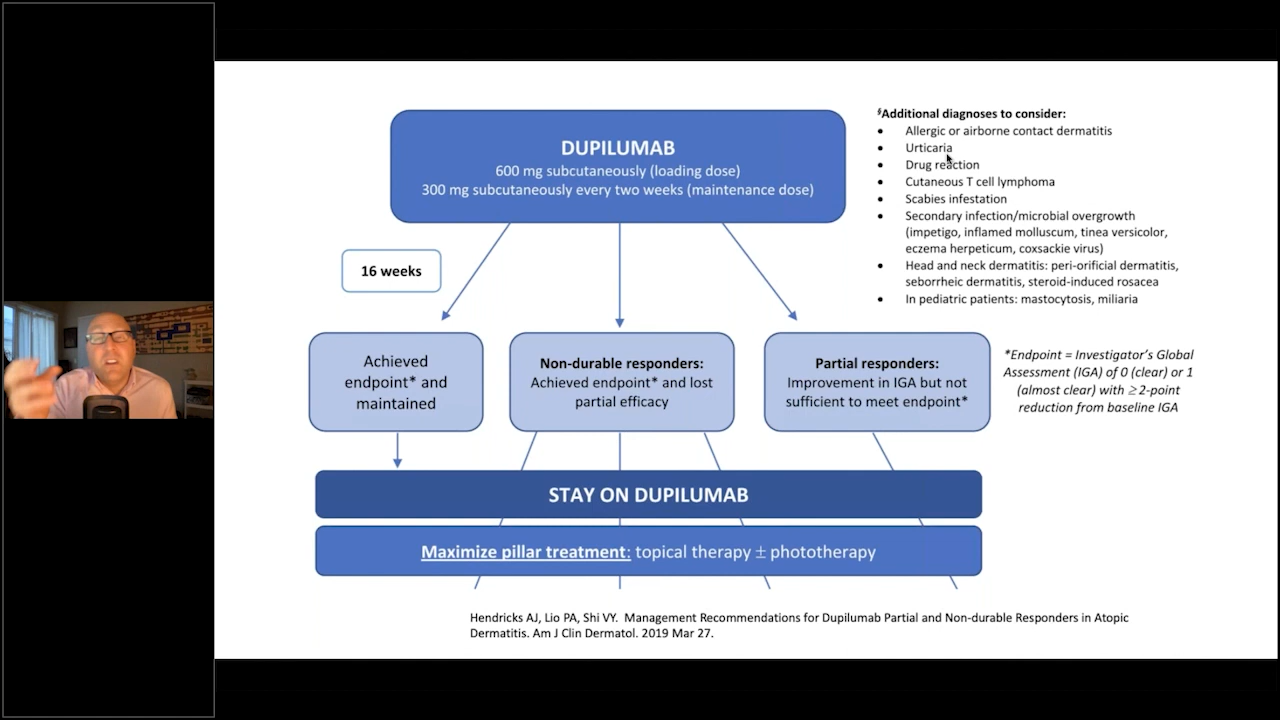 DUPILUMAB
600 mg subcutaneously (loading dose)
300 mg subcutaneously every two weeks (maintenance dose)
§Additional diagnoses to consider:
• Allergic or airborne contact dermatitis
• Urticaria
• Drug reaction
• Cutaneous T cell lymphoma
• Scabies infestation
• Secondary infection/microbial overgrowth
(impetigo, inflamed molluscum, tinea versicolor,
eczema herpeticum, coxsackie virus)
• Head and neck dermatitis: peri-orificial dermatitis,
seborrheic dermatitis, steroid-induced rosacea
• In pediatric patients: mastocytosis, miliaria
16 weeks
Achieved
endpoint* and
maintained
Non-durable responders:
Achieved endpoint* and lost
partial efficacy
Partial responders:
Improvement in IGA but not
sufficient to meet endpoint*
*Endpoint = Investigator's Global
Assessment (IGA) of 0 (clear) or 1
(almost clear) with ≥2-point
reduction from baseline IGA
STAY ON DUPILUMAB
Maximize pillar treatment: topical therapy ± phototherapy
Hendricks AJ, Lio PA, Shi VY. Management Recommendations for Dupilumab Partial and Non-durable Responders in Atopic
Dermatitis. Am J Clin Dermatol. 2019 Mar 27.